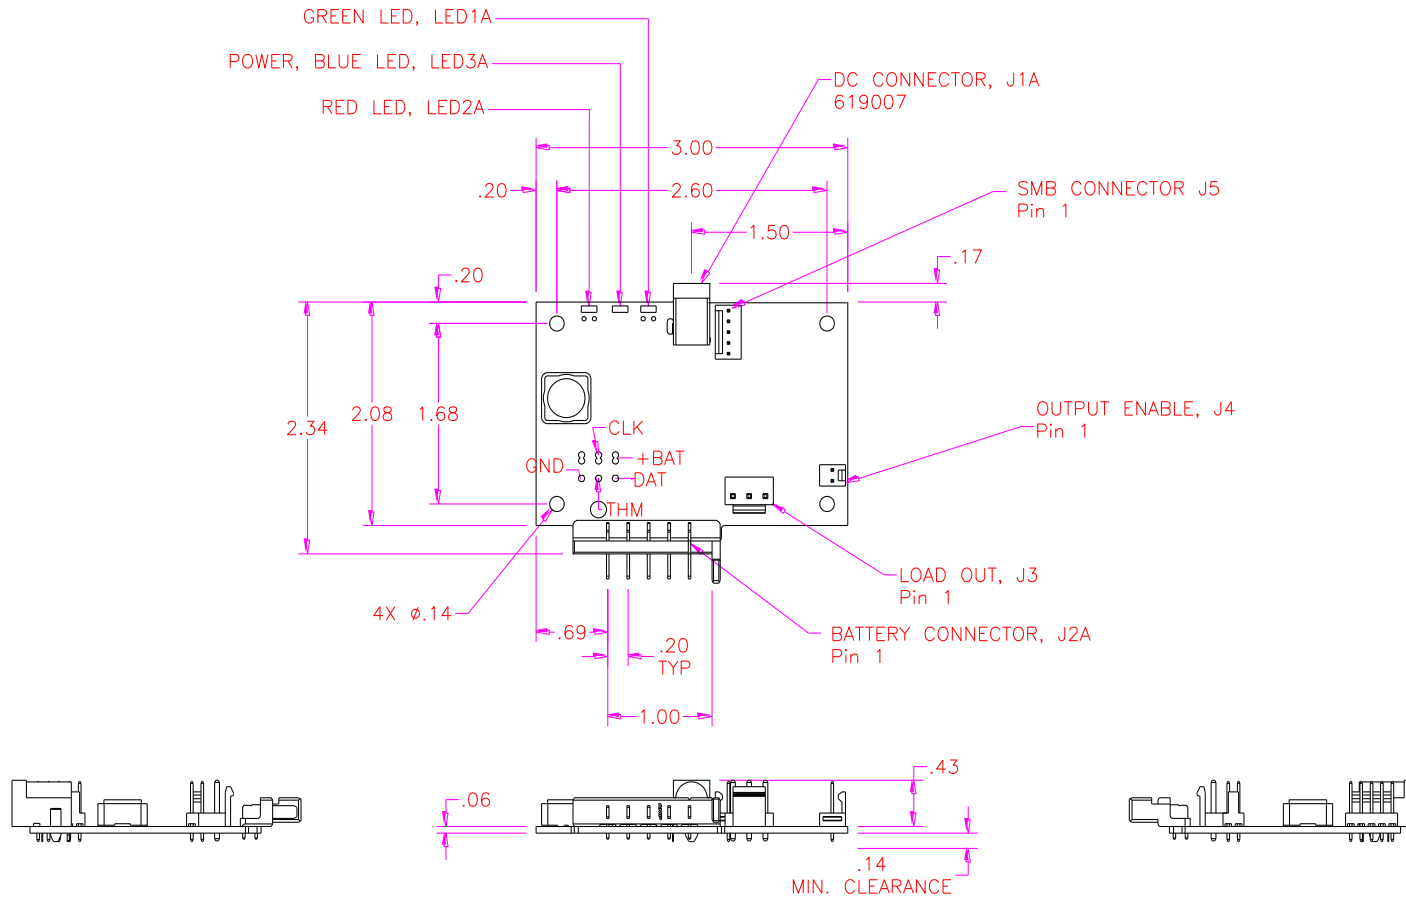 GREEN LED, LED1A
POWER, BLUE LED, LED3A
RED LED, LED2A
DC CONNECTOR, J1A
619007
3.00
.20
2.60
SMB CONNECTOR J5
Pin 1
1.50
.17
.20
2.34
2.08
1.68
OUTPUT ENABLE, J4
Pin 1
CLK
GND
+BAT
DAT
THM
LOAD OUT, J3
Pin 1
4X ø.14
.69
.20
TYP
BATTERY CONNECTOR, J2A
Pin 1
1.00
.06
.43
.14
MIN. CLEARANCE